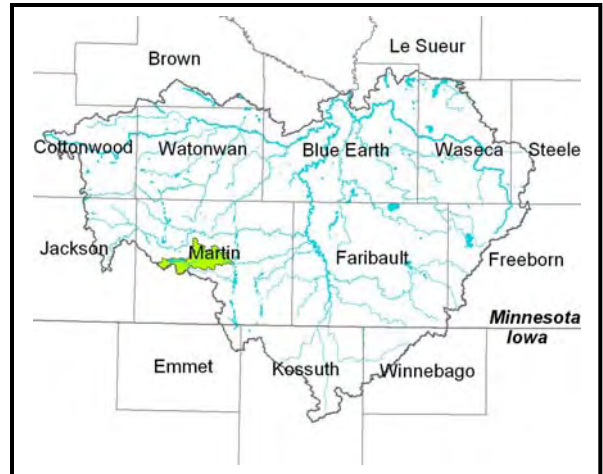 Le Sueur
Brown
Cottonwood Watonwan Blue Earth Waseca Steele
Jackson Martin Faribault Freeborn
Minnesota
Iowa
Emmet Kossuth Winnebago